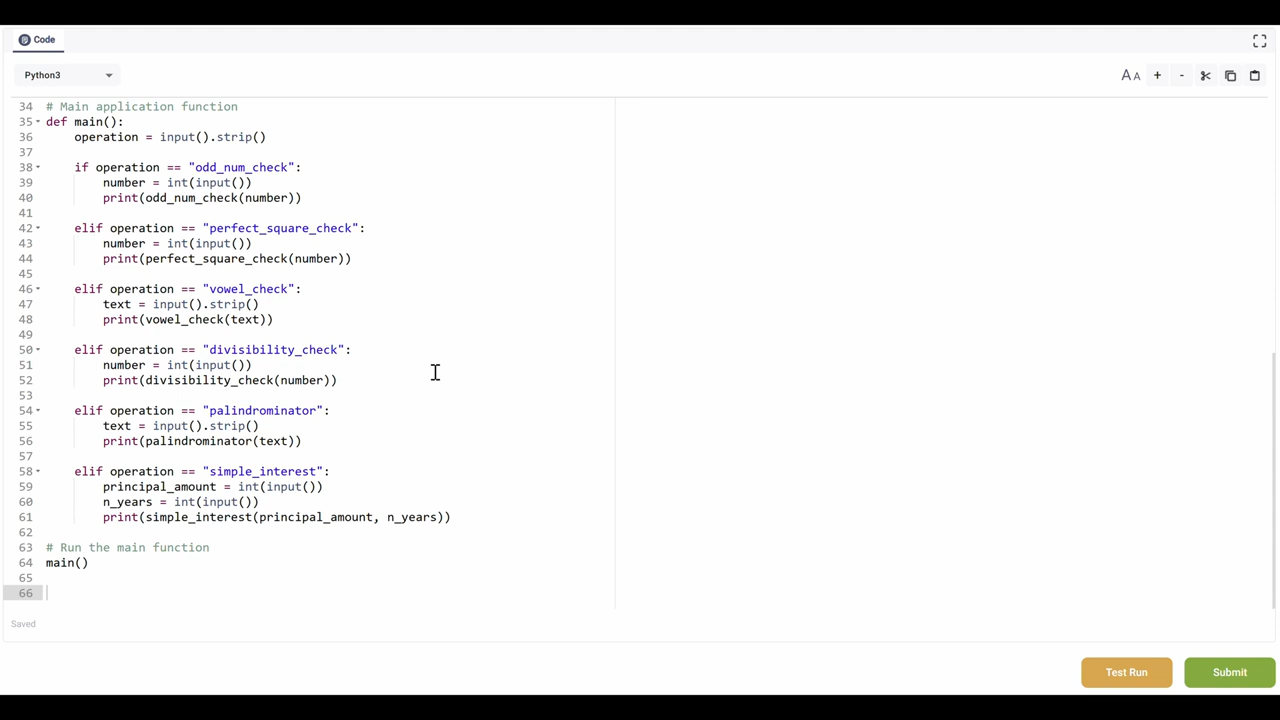 Code
Python3
AA + -
34 # Main application function
35 def main():
36     operation = input().strip()
37
38     if operation == "odd_num_check":
39         number = int(input())
40         print(odd_num_check(number))
41
42     elif operation == "perfect_square_check":
43         number = int(input())
44         print(perfect_square_check(number))
45
46     elif operation == "vowel_check":
47         text = input().strip()
48         print(vowel_check(text))
49
50     elif operation == "divisibility_check":
51         number = int(input())
52         print(divisibility_check(number))
53
54     elif operation == "palindrominator":
55         text = input().strip()
56         print(palindrominator(text))
57
58     elif operation == "simple_interest":
59         principal_amount = int(input())
60         n_years = int(input())
61         print(simple_interest(principal_amount, n_years))
62
63 # Run the main function
64 main()
65
66
Saved
Test Run
Submit